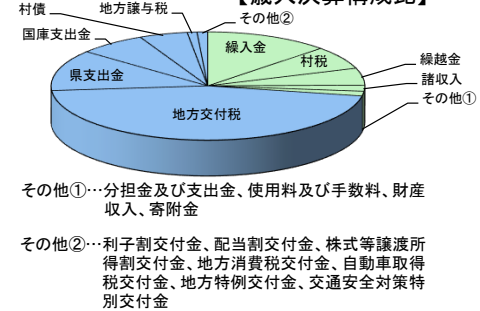 【歳入決算構成比】
村債
地方譲与税
その他②
国庫支出金
繰入金
村税
繰越金
県支出金
諸収入
その他①
地方交付税
その他①…分担金及び支出金、使用料及び手数料、財産
収入、寄附金
その他②…利子割交付金、配当割交付金、株式等譲渡所
得割交付金、地方消費税交付金、自動車取得
税交付金、地方特例交付金、交通安全対策特
別交付金